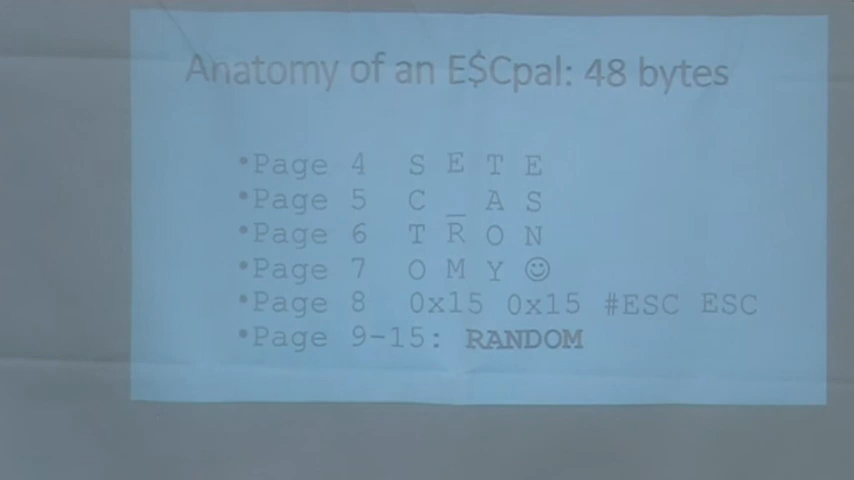 Anatomy of an E$Cpal: 48 bytes
•Page 4 S E T E
•Page 5 C _ A S
•Page 6 T R O N
•Page 7 O M Y ☺
•Page 8 0x15 0x15 #ESC ESC
•Page 9-15: RANDOM